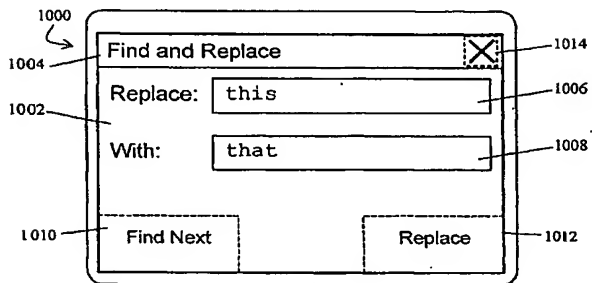 1000
1004
Find and Replace
1014
Replace:
this
1006
1002
With:
that
1008
1010
Find Next
Replace
1012